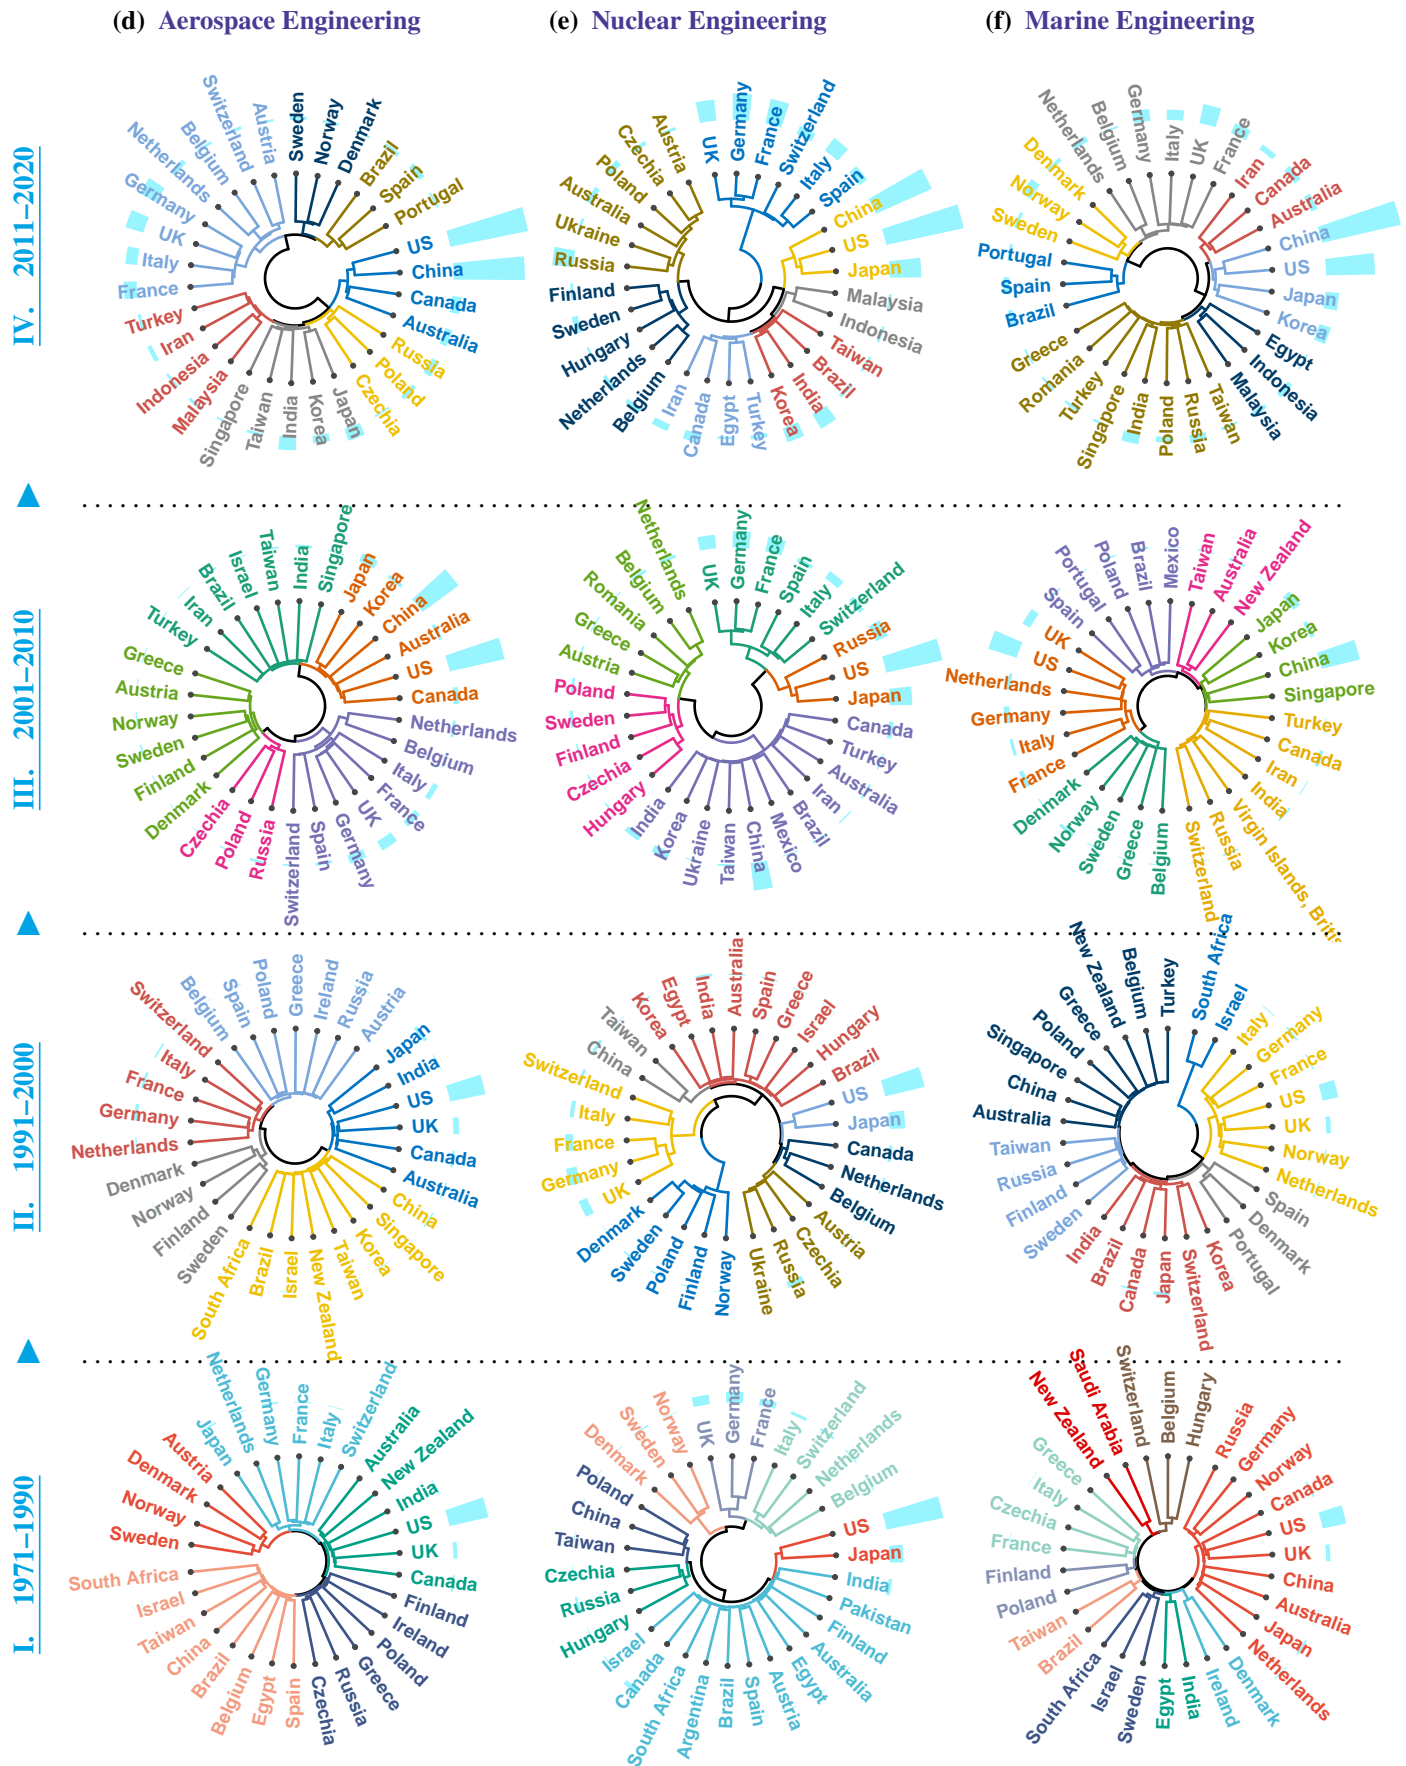 (d) Aerospace Engineering
(e) Nuclear Engineering
(f) Marine Engineering
IV. 2011–2020
Sweden
Norway
Denmark
Brazil
Spain
Portugal
US
China
Canada
Australia
Russia
Poland
Czechia
Japan
Korea
India
Taiwan
Singapore
Malaysia
Indonesia
Iran
Turkey
France
Italy
UK
Germany
Netherlands
Belgium
Switzerland
Austria
UK
Germany
France
Switzerland
Italy
Spain
China
US
Japan
Malaysia
Indonesia
Taiwan
Brazil
India
Korea
Turkey
Egypt
Canada
Iran
Belgium
Netherlands
Hungary
Sweden
Finland
Russia
Ukraine
Australia
Poland
Czechia
Austria
Netherlands
Belgium
Germany
Italy
UK
France
Iran
Canada
Australia
China
US
Japan
Korea
Egypt
Indonesia
Malaysia
Taiwan
Russia
Poland
India
Singapore
Turkey
Romania
Greece
Brazil
Spain
Portugal
Sweden
Norway
Denmark
III. 2001–2010
Singapore
Japan
Korea
China
Australia
US
Canada
Netherlands
Belgium
Italy
France
UK
Germany
Spain
Switzerland
Russia
Poland
Czechia
Denmark
Finland
Sweden
Norway
Austria
Greece
Turkey
Iran
Brazil
Israel
Taiwan
India
UK
Germany
France
Spain
Italy
Switzerland
Russia
US
Japan
Canada
Turkey
Australia
Iran
Brazil
Mexico
China
Taiwan
Ukraine
Korea
India
Hungary
Czechia
Finland
Sweden
Poland
Austria
Greece
Romania
Belgium
Netherlands
Mexico
Taiwan
Australia
New Zealand
Japan
Korea
China
Singapore
Turkey
Canada
Iran
India
Virgin Islands, Britis
Russia
Switzerland
Belgium
Greece
Sweden
Norway
Denmark
France
Italy
Germany
Netherlands
US
UK
Spain
Portugal
Poland
Brazil
II. 1991–2000
Greece
Ireland
Russia
Austria
Japan
India
US
UK
Canada
Australia
China
Singapore
Korea
Taiwan
New Zealand
Israel
Brazil
South Africa
Sweden
Finland
Norway
Denmark
Netherlands
Germany
France
Italy
Switzerland
Belgium
Spain
Poland
Australia
Spain
Greece
Israel
Hungary
Brazil
US
Japan
Canada
Netherlands
Belgium
Austria
Czechia
Russia
Ukraine
Norway
Finland
Poland
Sweden
Denmark
UK
Germany
France
Italy
Switzerland
China
Taiwan
Korea
Egypt
India
Turkey
South Africa
Israel
Italy
Germany
France
US
UK
Norway
Netherlands
Spain
Denmark
Portugal
Korea
Switzerland
Japan
Canada
Brazil
India
Sweden
Finland
Russia
Taiwan
Australia
China
Singapore
Poland
Greece
New Zealand
Belgium
I. 1971–1990
France
Italy
Switzerland
Australia
New Zealand
India
US
UK
Canada
Finland
Ireland
Poland
Greece
Russia
Czechia
Spain
Egypt
Belgium
Brazil
China
Taiwan
Israel
South Africa
Sweden
Norway
Denmark
Austria
Japan
Netherlands
Germany
Germany
France
Italy
Switzerland
Netherlands
Belgium
US
Japan
India
Pakistan
Finland
Australia
Egypt
Austria
Spain
Brazil
Argentina
South Africa
Canada
Israel
Hungary
Russia
Czechia
Taiwan
China
Poland
Denmark
Sweden
Norway
UK
Belgium
Hungary
Russia
Germany
Norway
Canada
US
UK
China
Australia
Japan
Netherlands
Denmark
Ireland
India
Egypt
Sweden
Israel
South Africa
Brazil
Taiwan
Poland
Finland
France
Czechia
Italy
Greece
New Zealand
Saudi Arabia
Switzerland